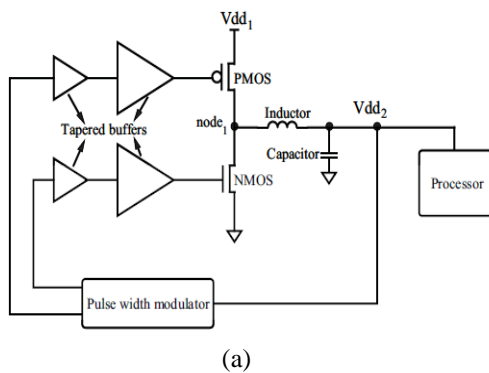 Vdd1
PMOS
Inductor
Vdd2
node1
Tapered buffers
Capacitor
Processor
NMOS
Pulse width modulator
(a)